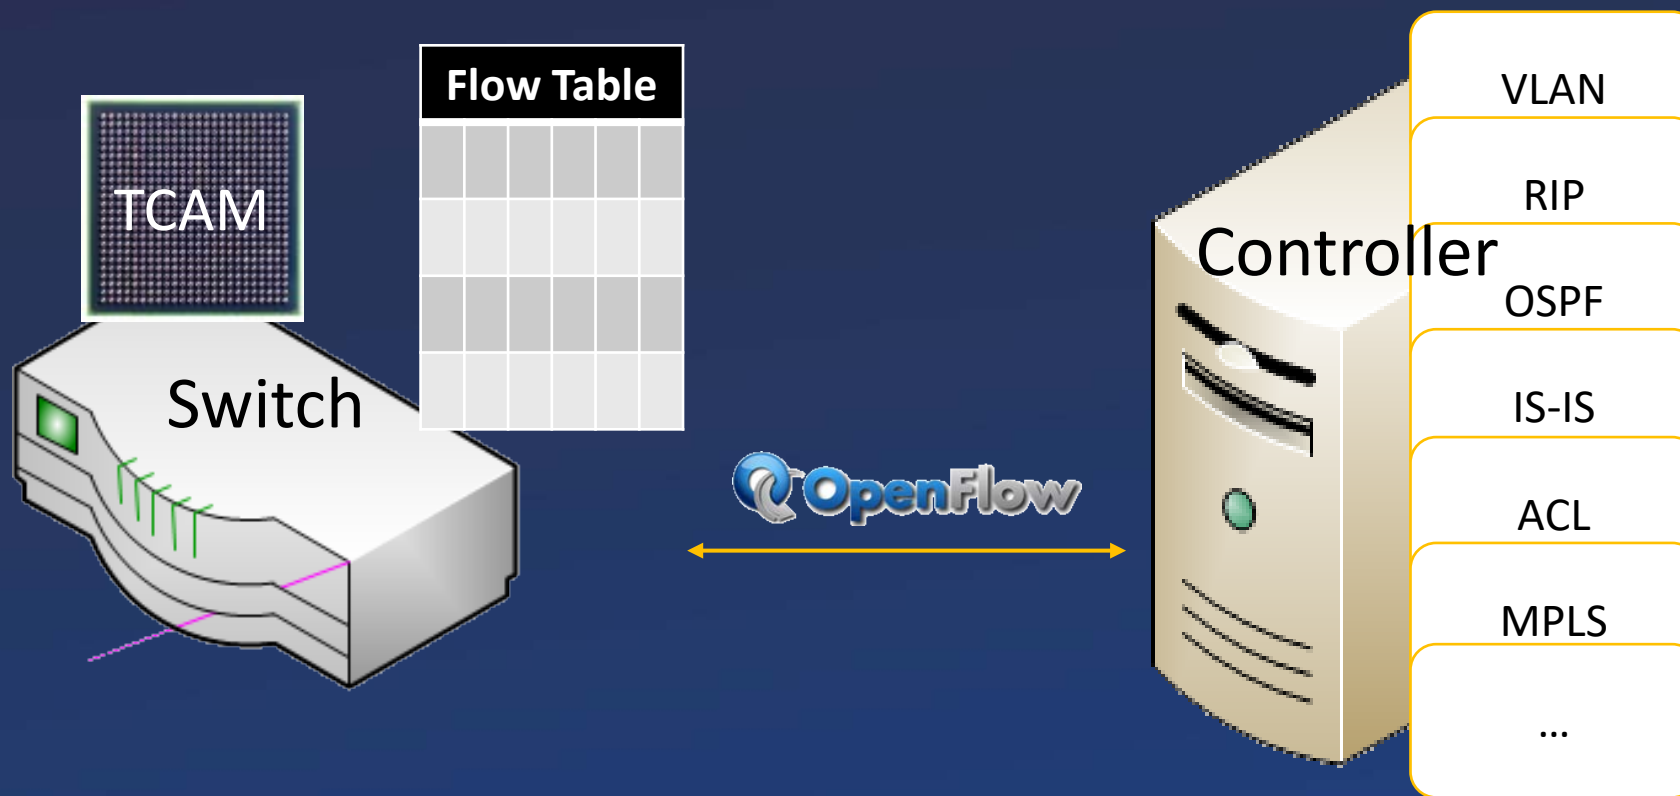 Flow Table
TCAM
Switch
OpenFlow
Controller
VLAN
RIP
OSPF
IS-IS
ACL
MPLS
...